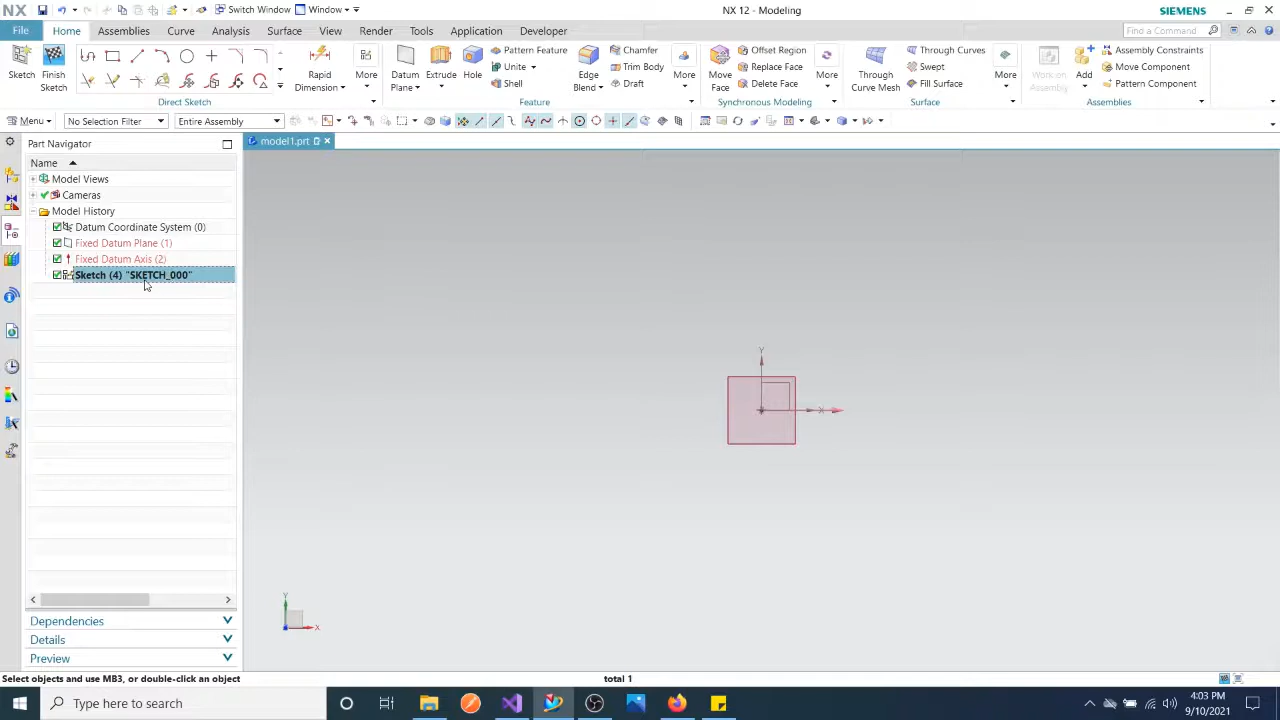 NX
Switch Window
Window
NX 12 - Modeling
SIEMENS
File
Home
Assemblies
Curve
Analysis
Surface
View
Render
Tools
Application
Developer
Find a Command
Sketch
Finish Sketch
Rapid Dimension
More
Datum Plane
Extrude
Hole
Pattern Feature
Unite
Shell
Edge Blend
Chamfer
Trim Body
Draft
More
Move Face
Offset Region
Replace Face
Delete Face
More
Through Curve Mesh
Through Curves
Swept
Fill Surface
More
Work on Assembly
Add
Assembly Constraints
Move Component
Pattern Component
Direct Sketch
Feature
Synchronous Modeling
Surface
Assemblies
Menu
No Selection Filter
Entire Assembly
Part Navigator
model1.prt
Name
Model Views
Cameras
Model History
Datum Coordinate System (0)
Fixed Datum Plane (1)
Fixed Datum Axis (2)
Sketch (4) "SKETCH_000"
Y
X
Y
X
Dependencies
Details
Preview
Select objects and use MB3, or double-click an object
total 1
Type here to search
4:03 PM
9/10/2021